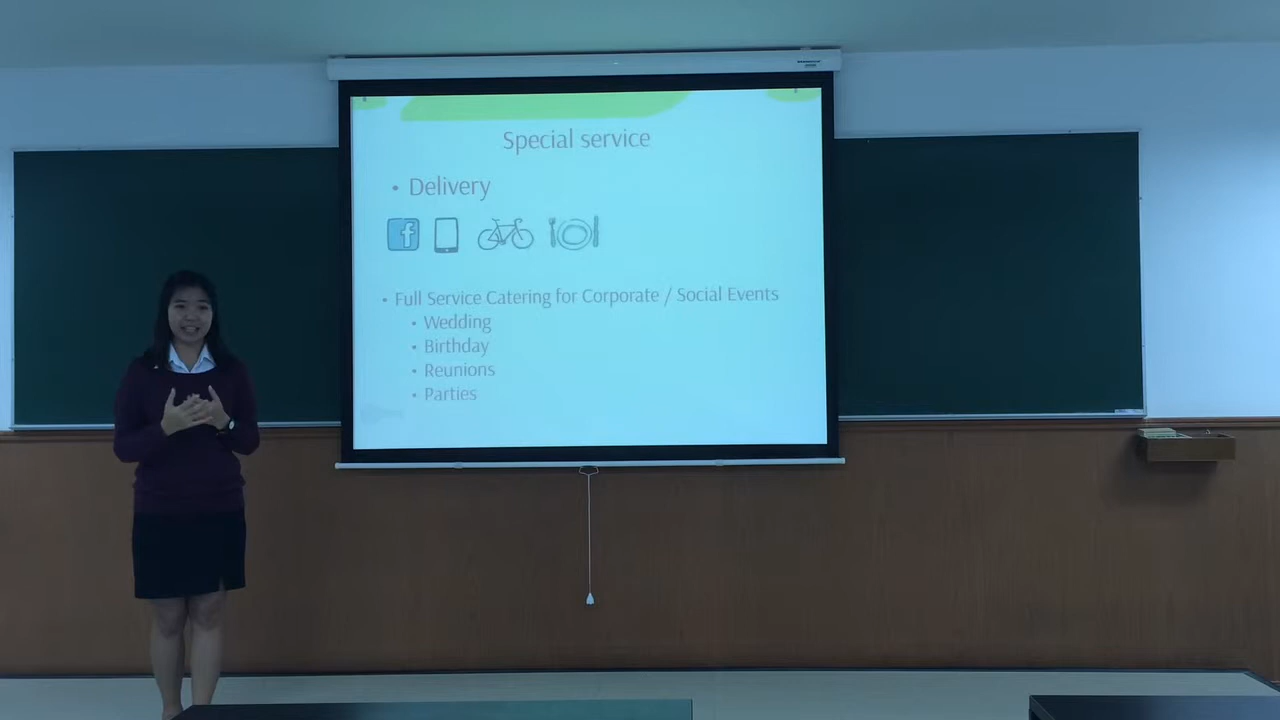 Special service
• Delivery
f
• Full Service Catering for Corporate / Social Events
• Wedding
• Birthday
• Reunions
• Parties